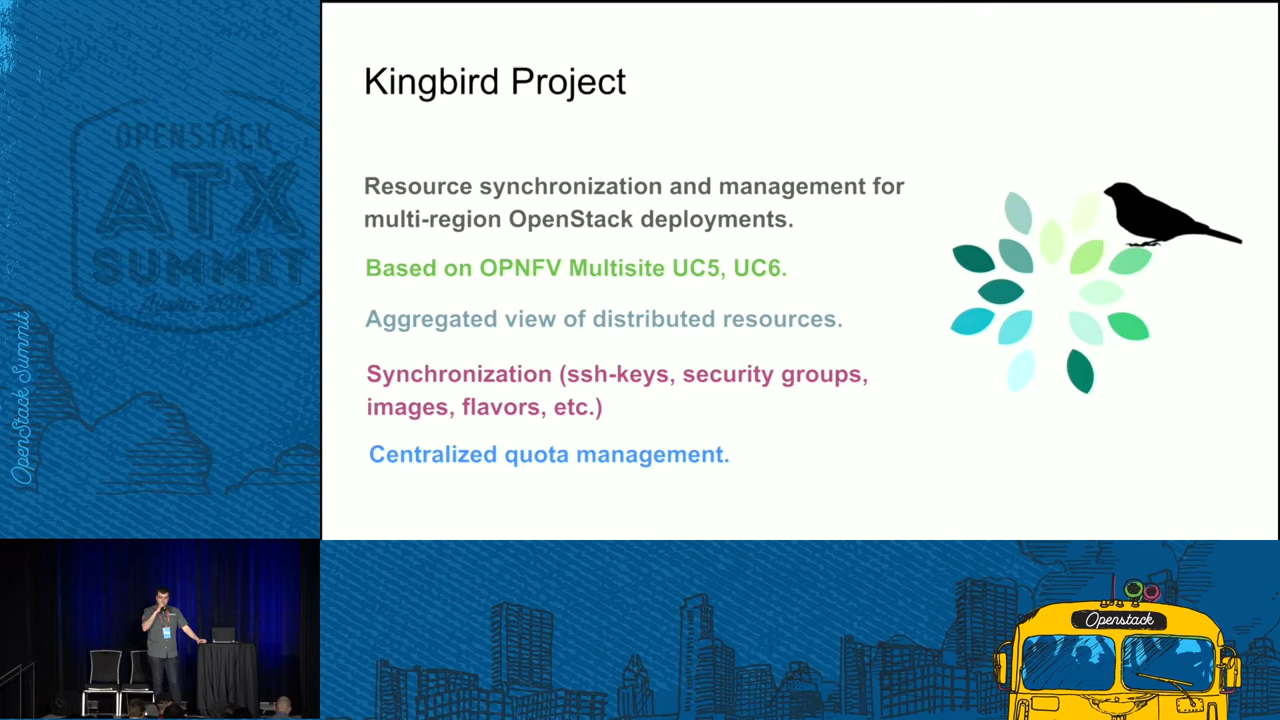 OPENSTACK
ATX
SUMMIT
Austin 2016
OpenStack Summit
Kingbird Project
Resource synchronization and management for
multi-region OpenStack deployments.
Based on OPNFV Multisite UC5, UC6.
Aggregated view of distributed resources.
Synchronization (ssh-keys, security groups,
images, flavors, etc.)
Centralized quota management.
Openstack